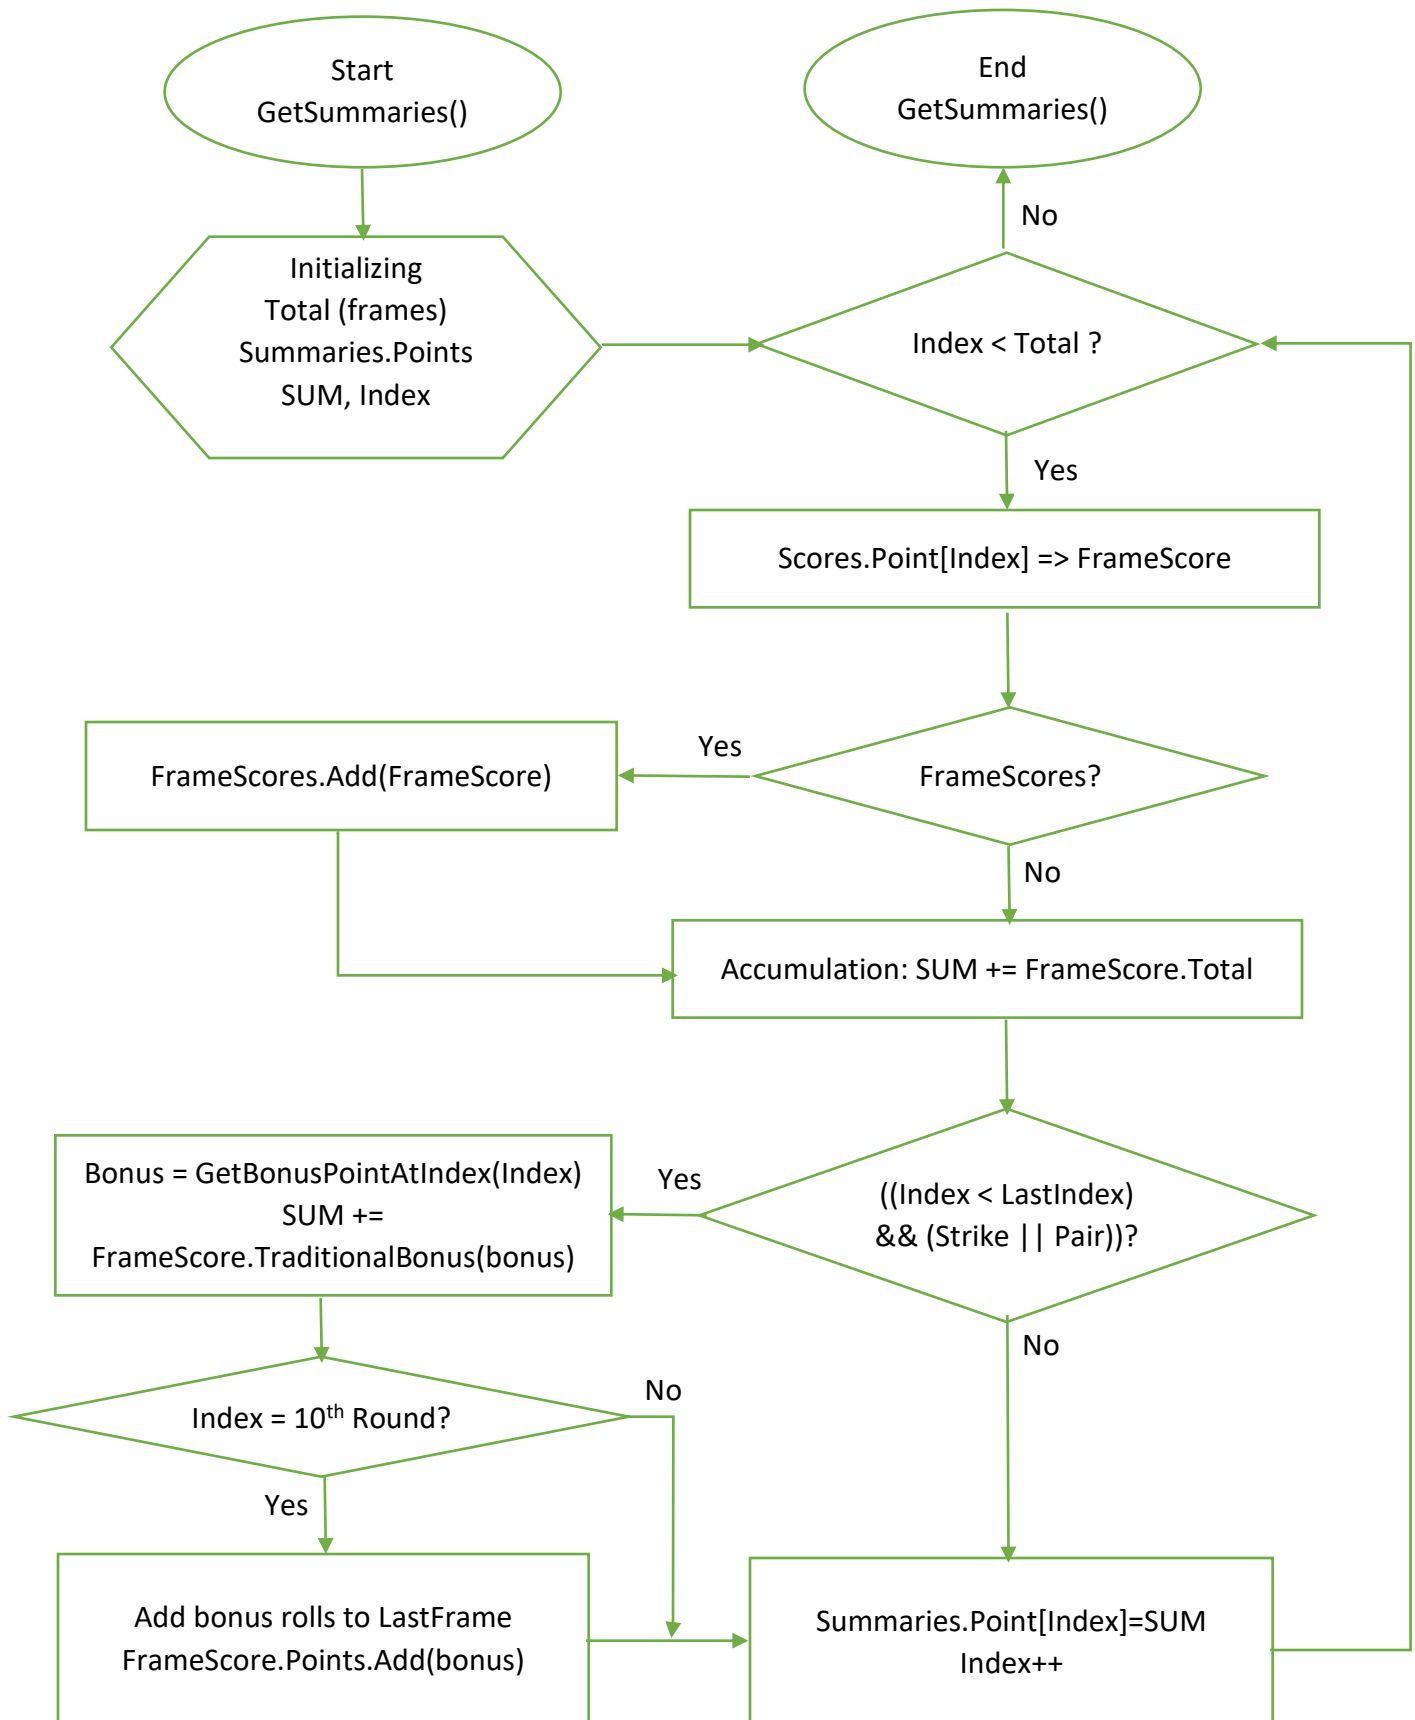 Start
GetSummaries()
End
GetSummaries()
No
Initializing
Total (frames)
Summaries.Points
SUM, Index
Index < Total ?
Yes
Scores.Point[Index] => FrameScore
Yes
FrameScores.Add(FrameScore)
FrameScores?
No
Accumulation: SUM += FrameScore.Total
Bonus = GetBonusPointAtIndex(Index)
SUM +=
FrameScore.TraditionalBonus(bonus)
Yes
((Index < LastIndex)
&& (Strike || Pair))?
No
Index = 10th Round?
No
Yes
Add bonus rolls to LastFrame
FrameScore.Points.Add(bonus)
Summaries.Point[Index]=SUM
Index++